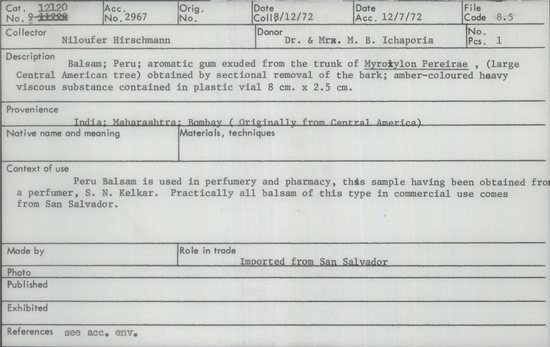 Cat. 12120 Acc. Orig. Date Date File
No. 9- No. 2967 No. Coll 8/12/72 Acc. 12/7/72 Code 8.5
Collector Donor No.
Niloufer Hirschmann Dr. & Mrs. M. B. Ichaporia Pcs. 1
Description
Balsam; Peru; aromatic gum exuded from the trunk of Myroxylon Pereirae , (large
Central American tree) obtained by sectional removal of the bark; amber-coloured heavy
viscous substance contained in plastic vial 8 cm. x 2.5 cm.
Provenience
India; Maharashtra; Bombay ( Originally from Central America)
Native name and meaning Materials, techniques
Context of use
Peru Balsam is used in perfumery and pharmacy, this sample having been obtained from
a perfumer, S. N. Kelkar. Practically all balsam of this type in commercial use comes
from San Salvador.
Made by Role in trade
Imported from San Salvador
Photo
Published
Exhibited
References see acc. env.